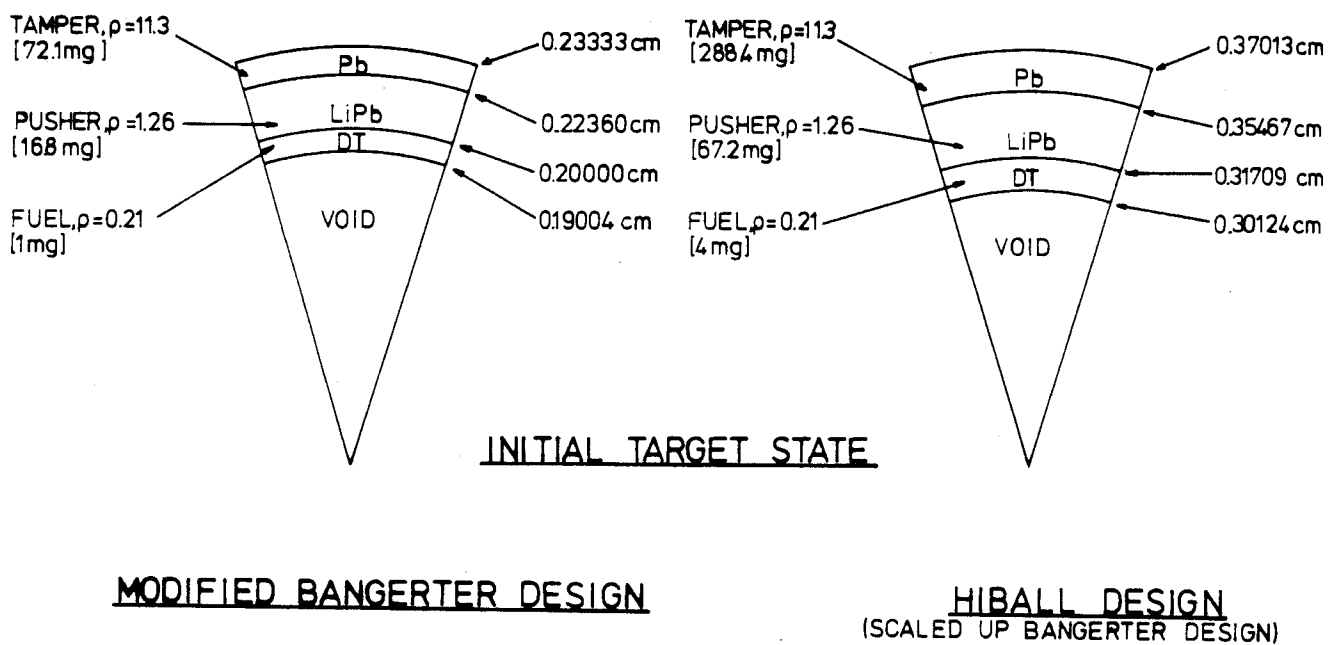 TAMPER, ρ=11.3
[72.1mg]
Pb
0.23333 cm
PUSHER, ρ=1.26
[16.8 mg]
LiPb
0.22360 cm
DT
0.20000 cm
FUEL, ρ=0.21
[1mg]
VOID
0.19004 cm
TAMPER, ρ=11.3
[288.4 mg]
Pb
0.37013 cm
PUSHER, ρ=1.26
[67.2mg]
LiPb
0.35467 cm
DT
0.31709 cm
FUEL, ρ=0.21
[4 mg]
VOID
0.30124 cm
INITIAL TARGET STATE
MODIFIED BANGERTER DESIGN
HIBALL DESIGN
(SCALED UP BANGERTER DESIGN)